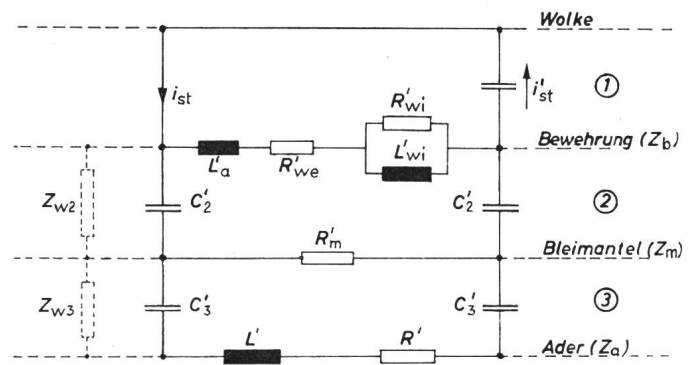 Wolke
i_st
i'_st
①
R'_wi
Bewehrung (Z_b)
L'_a
R'_we
L'_wi
Z_w2
C'_2
C'_2
②
R'_m
Bleimantel (Z_m)
Z_w3
C'_3
C'_3
③
L'
R'
Ader (Z_a)